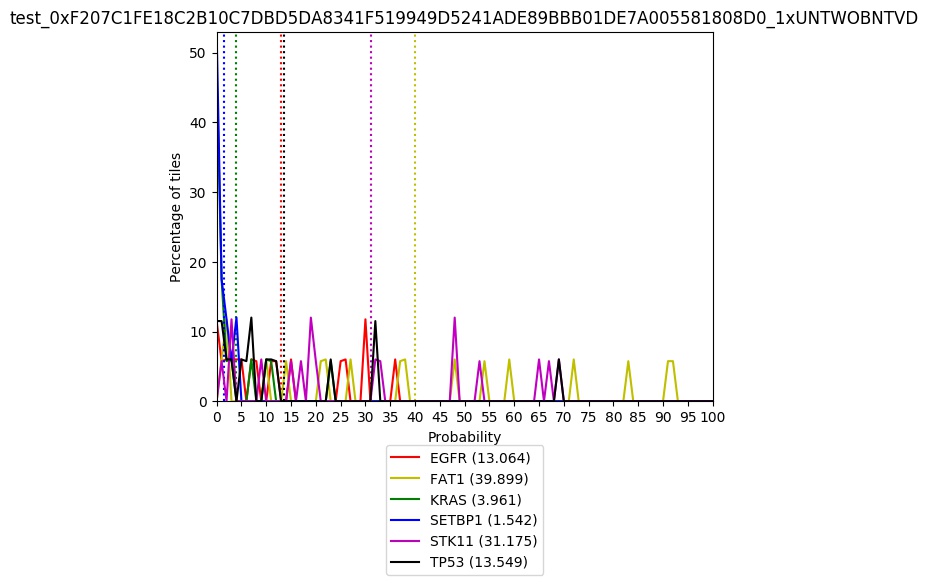 test_0xF207C1FE18C2B10C7DBD5DA8341F519949D5241ADE89BBB01DE7A005581808D0_1xUNTWOBNTVD
50
40
30
20
10
0
Percentage of tiles
0 5 10 15 20 25 30 35 40 45 50 55 60 65 70 75 80 85 90 95 100
Probability
EGFR (13.064)
FAT1 (39.899)
KRAS (3.961)
SETBP1 (1.542)
STK11 (31.175)
TP53 (13.549)